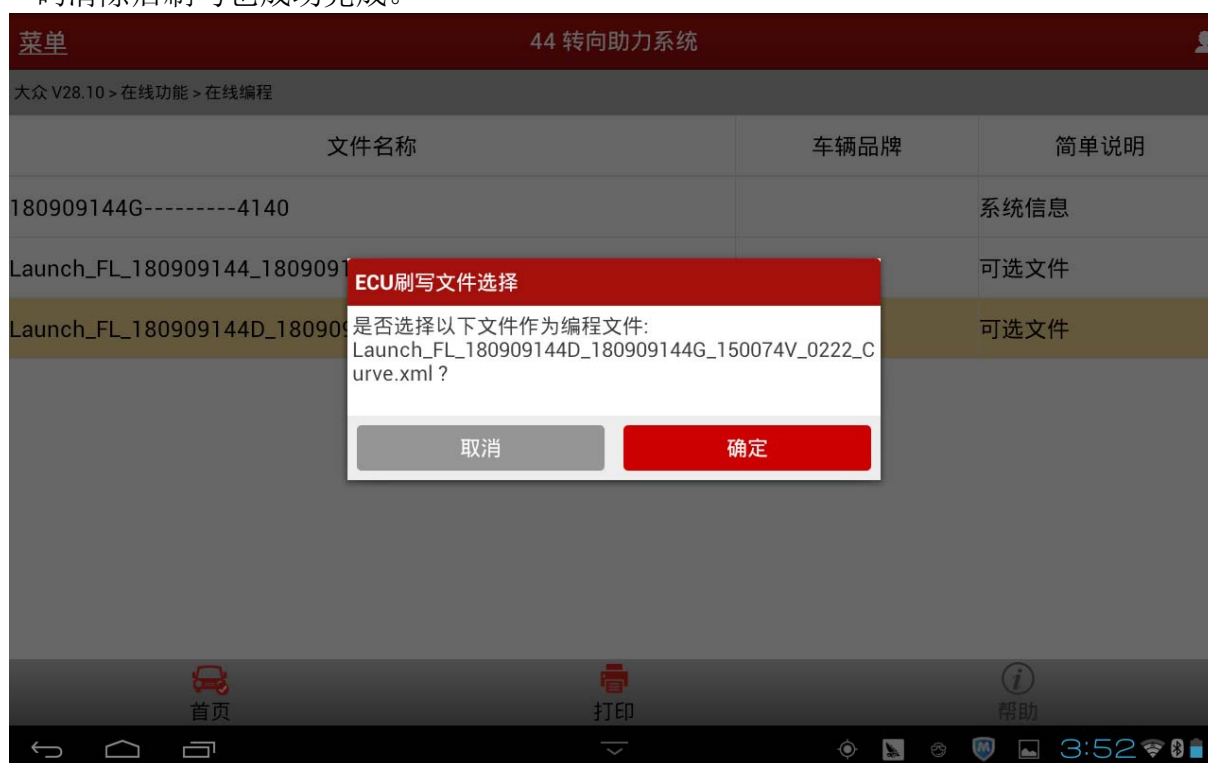 菜单
44 转向助力系统
大众 V28.10 > 在线功能 > 在线编程
文件名称 车辆品牌 简单说明
180909144G---------4140 系统信息
Launch_FL_180909144_1809091 可选文件
Launch_FL_180909144D_18090 可选文件
ECU刷写文件选择
是否选择以下文件作为编程文件:
Launch_FL_180909144D_180909144G_150074V_0222_C
urve.xml ?
取消 确定
首页 打印 帮助
3:52